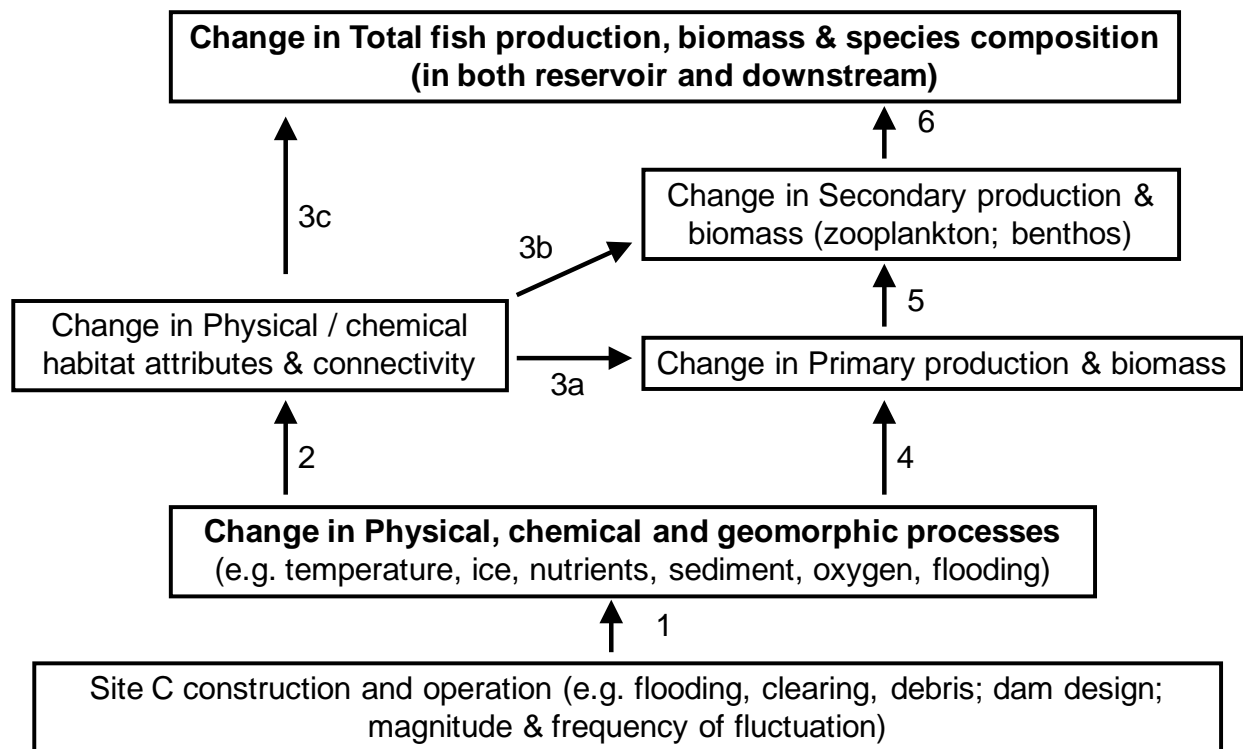 Change in Total fish production, biomass & species composition
(in both reservoir and downstream)
6
Change in Secondary production &
biomass (zooplankton; benthos)
3c
3b
5
Change in Physical / chemical
habitat attributes & connectivity
Change in Primary production & biomass
3a
2
4
Change in Physical, chemical and geomorphic processes
(e.g. temperature, ice, nutrients, sediment, oxygen, flooding)
1
Site C construction and operation (e.g. flooding, clearing, debris; dam design;
magnitude & frequency of fluctuation)